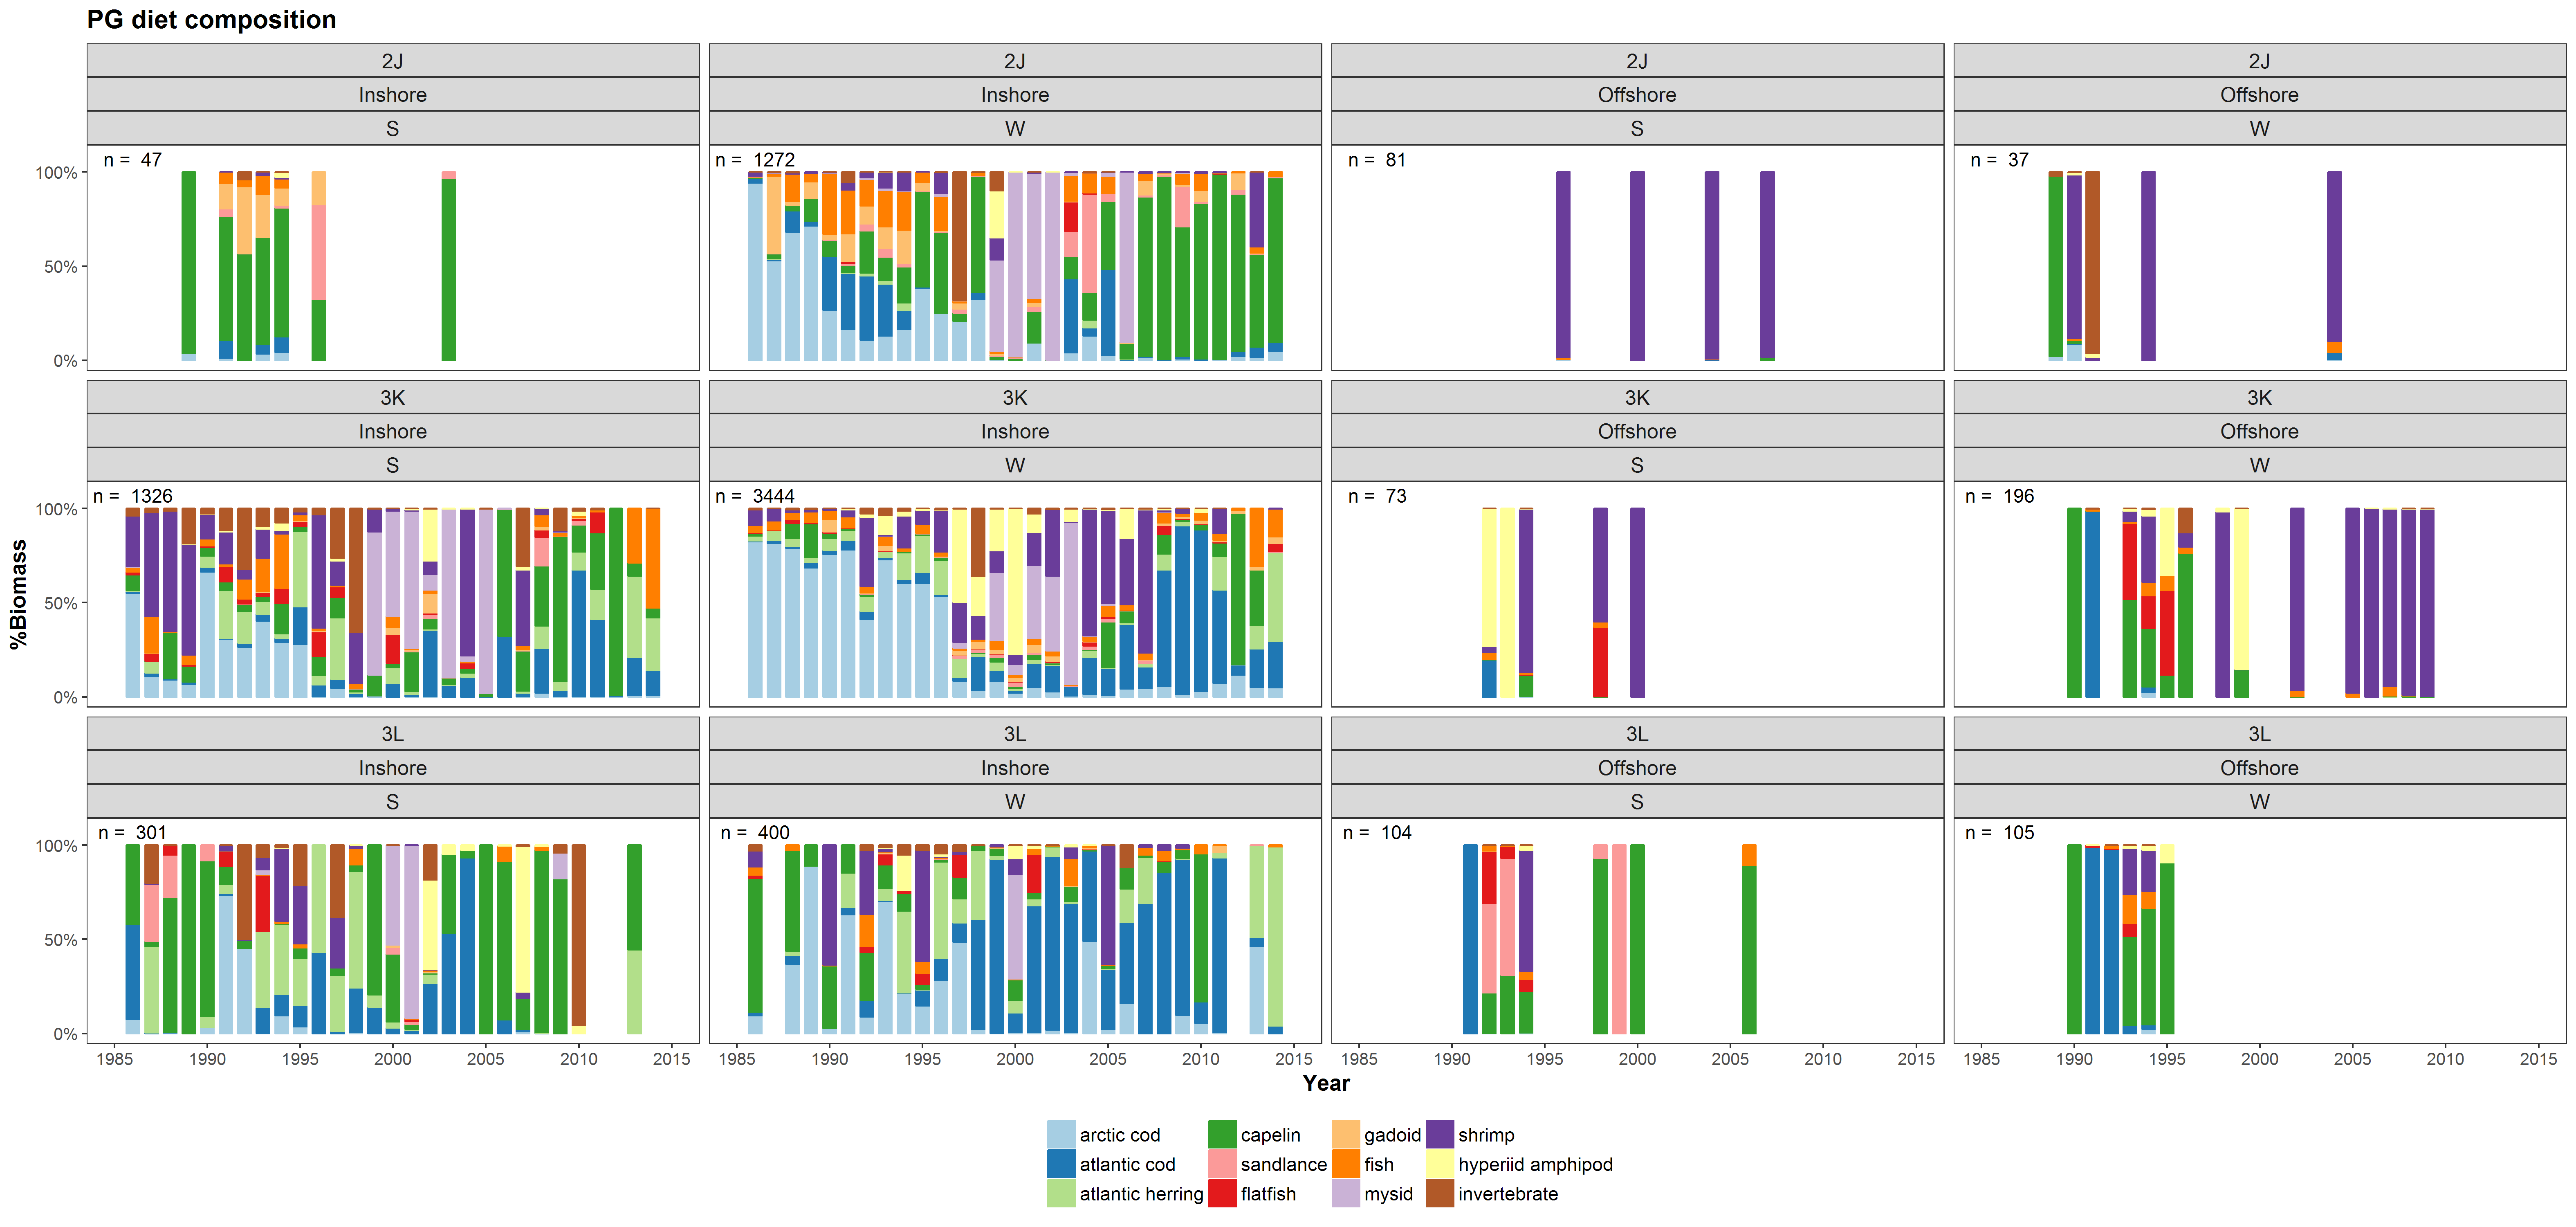 PG diet composition
2J 2J 2J 2J
Inshore Inshore Offshore Offshore
S W S W
n = 47 n = 1272 n = 81 n = 37
100%
50%
0%
3K 3K 3K 3K
Inshore Inshore Offshore Offshore
S W S W
n = 1326 n = 3444 n = 73 n = 196
100%
50%
0%
%Biomass
3L 3L 3L 3L
Inshore Inshore Offshore Offshore
S W S W
n = 301 n = 400 n = 104 n = 105
100%
50%
0%
1985 1990 1995 2000 2005 2010 2015 1985 1990 1995 2000 2005 2010 2015 1985 1990 1995 2000 2005 2010 2015 1985 1990 1995 2000 2005 2010 2015
Year
arctic cod capelin gadoid shrimp
atlantic cod sandlance fish hyperiid amphipod
atlantic herring flatfish mysid invertebrate